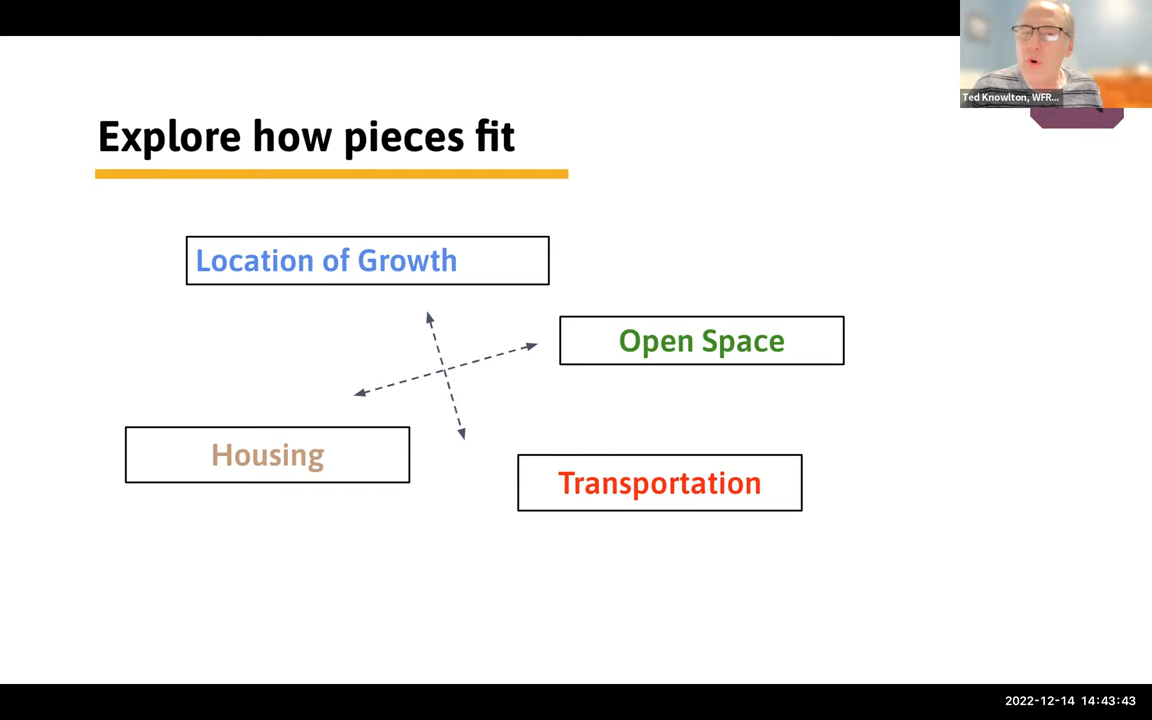 Ted Knowlton, WFR...
Explore how pieces fit
Location of Growth
Open Space
Housing
Transportation
2022-12-14 14:43:43